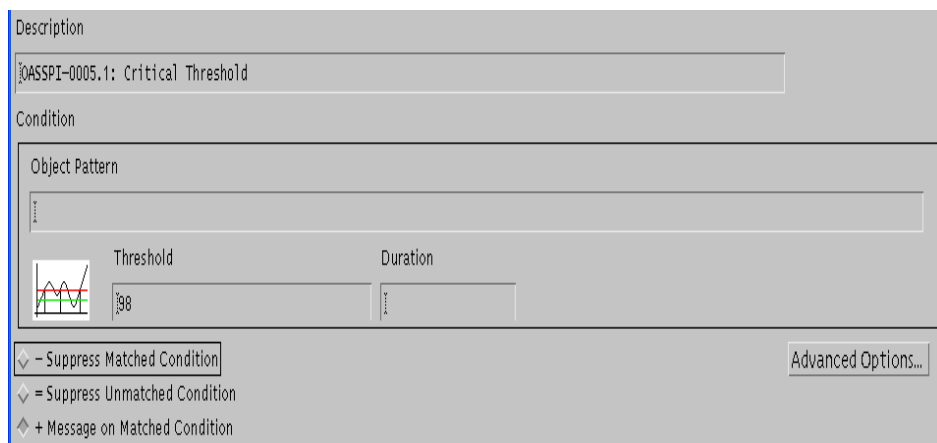 Description
OASSPI-0005.1: Critical Threshold
Condition
Object Pattern
Threshold
Duration
98
- Suppress Matched Condition
Advanced Options...
= Suppress Unmatched Condition
+ Message on Matched Condition